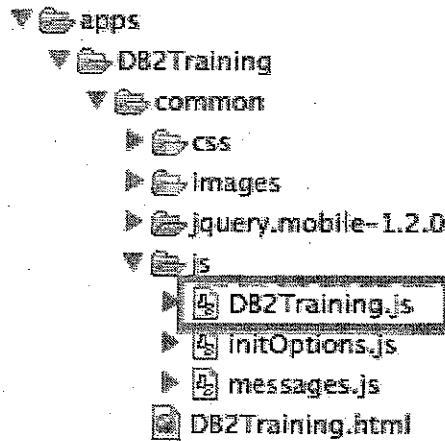 apps
DB2Training
common
css
images
jquery.mobile-1.2.0
js
DB2Training.js
initOptions.js
messages.js
DB2Training.html